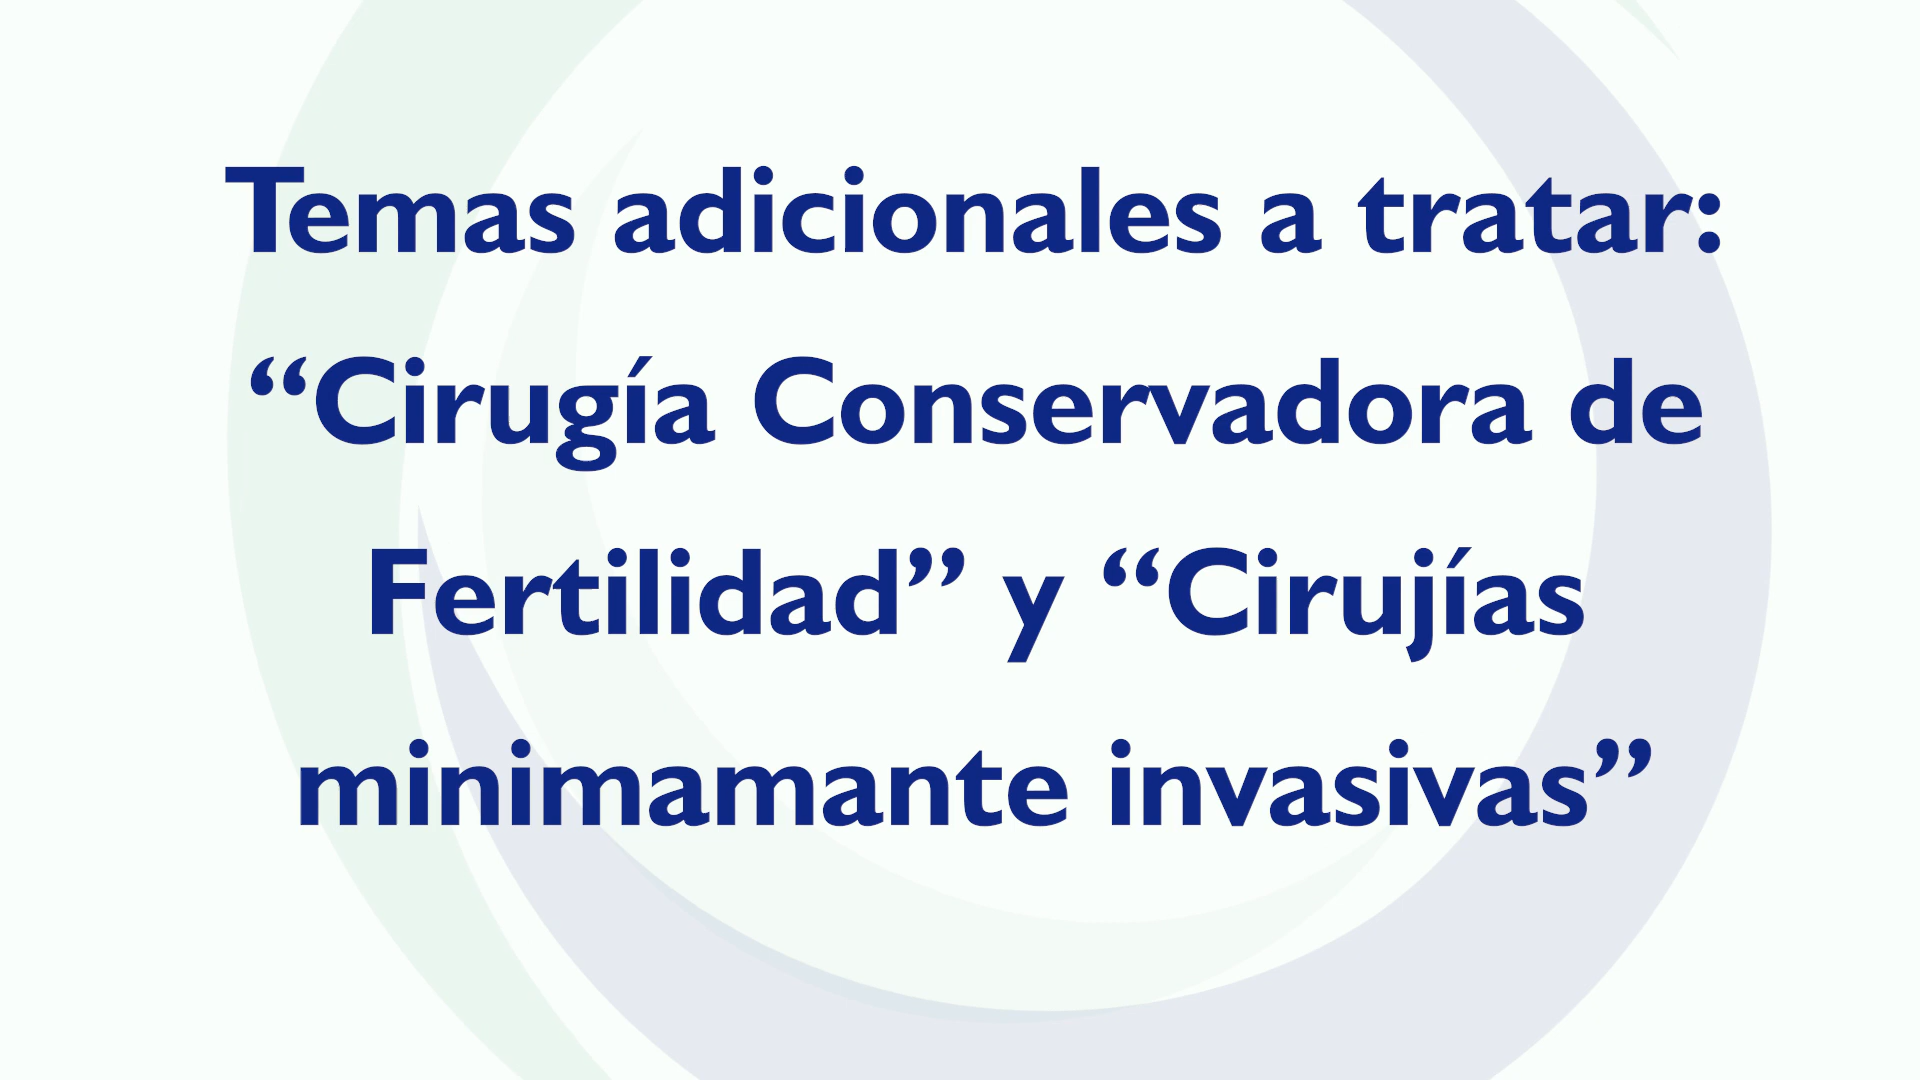 Temas adicionales a tratar:
“Cirugía Conservadora de
Fertilidad” y “Cirujías
minimamante invasivas”